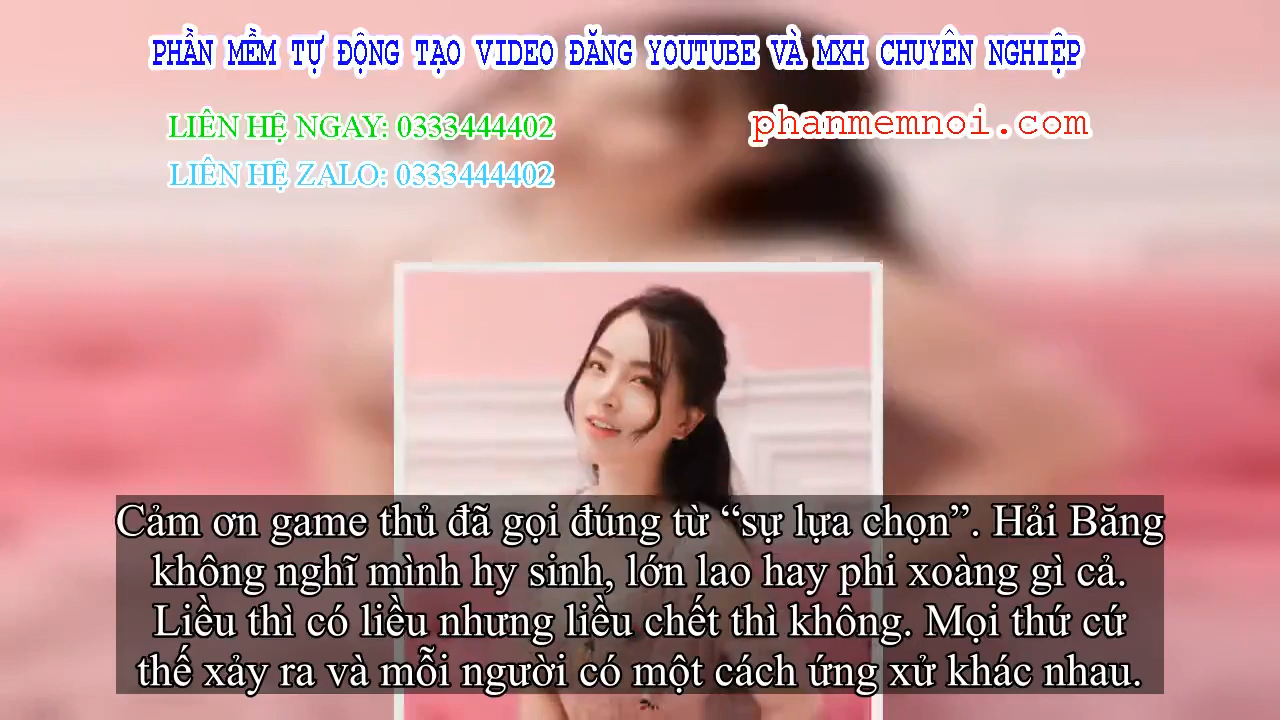 PHẦN MỀM TỰ ĐỘNG TẠO VIDEO ĐĂNG YOUTUBE VÀ MXH CHUYÊN NGHIỆP
LIÊN HỆ NGAY: 0333444402
phanmemnoi.com
LIÊN HỆ ZALO: 0333444402
Cảm ơn game thủ đã gọi đúng từ “sự lựa chọn”. Hải Băng
không nghĩ mình hy sinh, lớn lao hay phi xoàng gì cả.
Liều thì có liều nhưng liều chết thì không. Mọi thứ cứ
thế xảy ra và mỗi người có một cách ứng xử khác nhau.